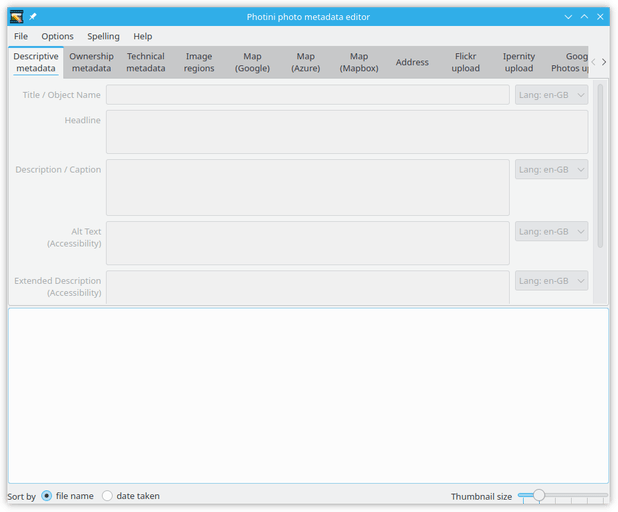 Photini photo metadata editor
File Options Spelling Help
Descriptive metadata
Ownership metadata
Technical metadata
Image regions
Map (Google)
Map (Azure)
Map (Mapbox)
Address
Flickr upload
Ipernity upload
Goog
Photos u
Title / Object Name
Lang: en-GB
Headline
Description / Caption
Lang: en-GB
Alt Text
(Accessibility)
Lang: en-GB
Extended Description
(Accessibility)
Lang: en-GB
Sort by file name date taken Thumbnail size